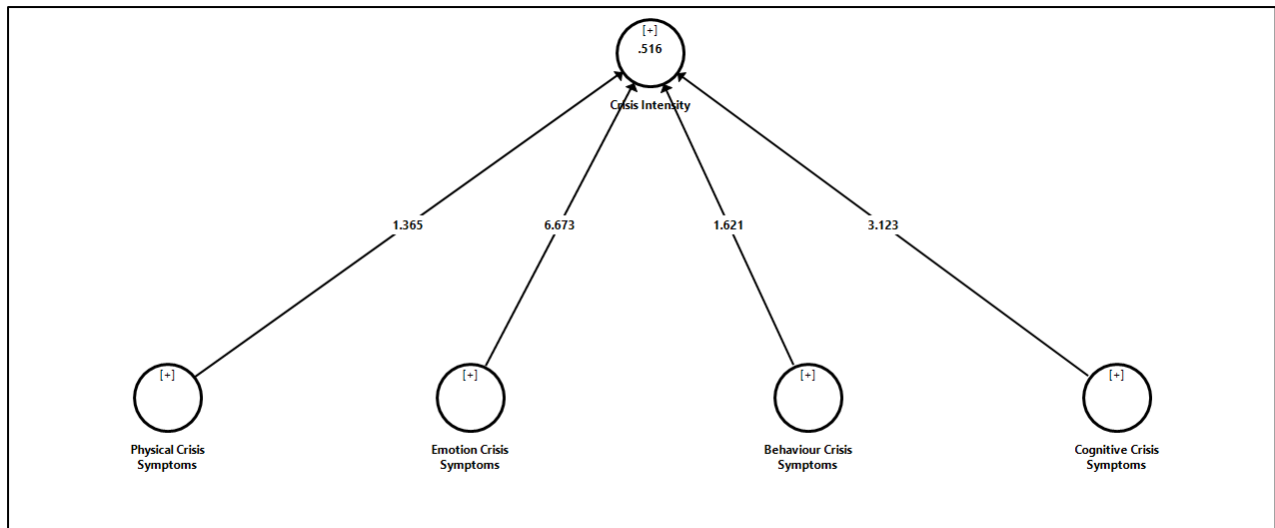 [+]
.516
Crisis Intensity
1.365
6.673
1.621
3.123
[+]
[+]
[+]
[+]
Physical Crisis
Symptoms
Emotion Crisis
Symptoms
Behaviour Crisis
Symptoms
Cognitive Crisis
Symptoms